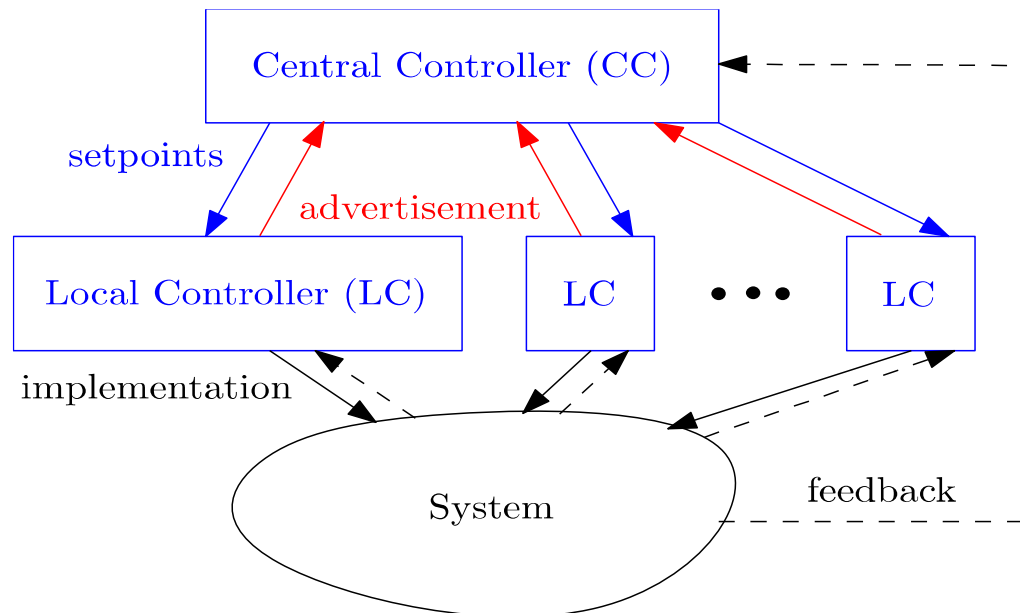 Central Controller (CC)
setpoints
advertisement
Local Controller (LC)
LC
LC
implementation
System
feedback